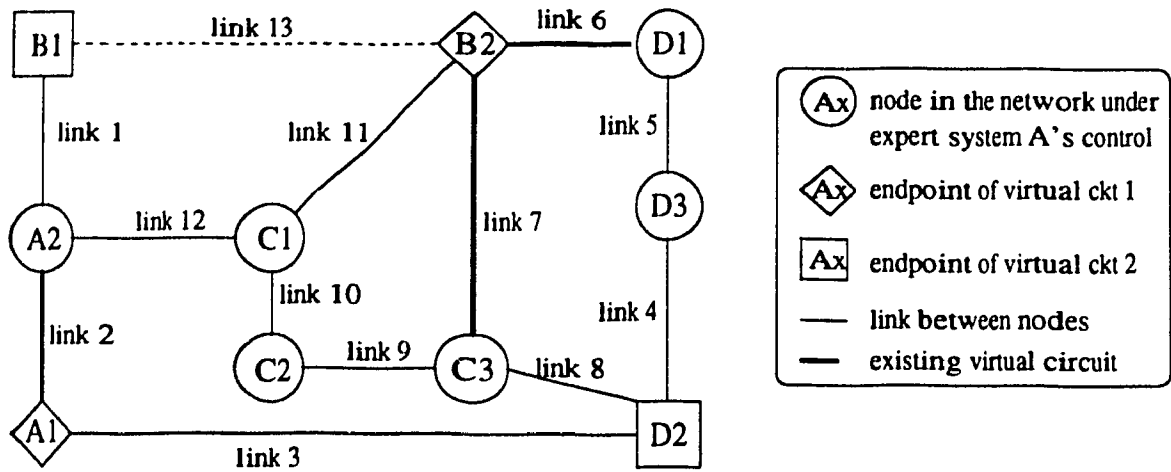 link 13
link 6
B1
B2
D1
link 1
link 11
link 5
Ax node in the network under
expert system A's control
Ax endpoint of virtual ckt 1
Ax endpoint of virtual ckt 2
link between nodes
existing virtual circuit
A2
link 12
C1
link 7
D3
link 2
link 10
link 4
C2
link 9
C3
link 8
A1
link 3
D2